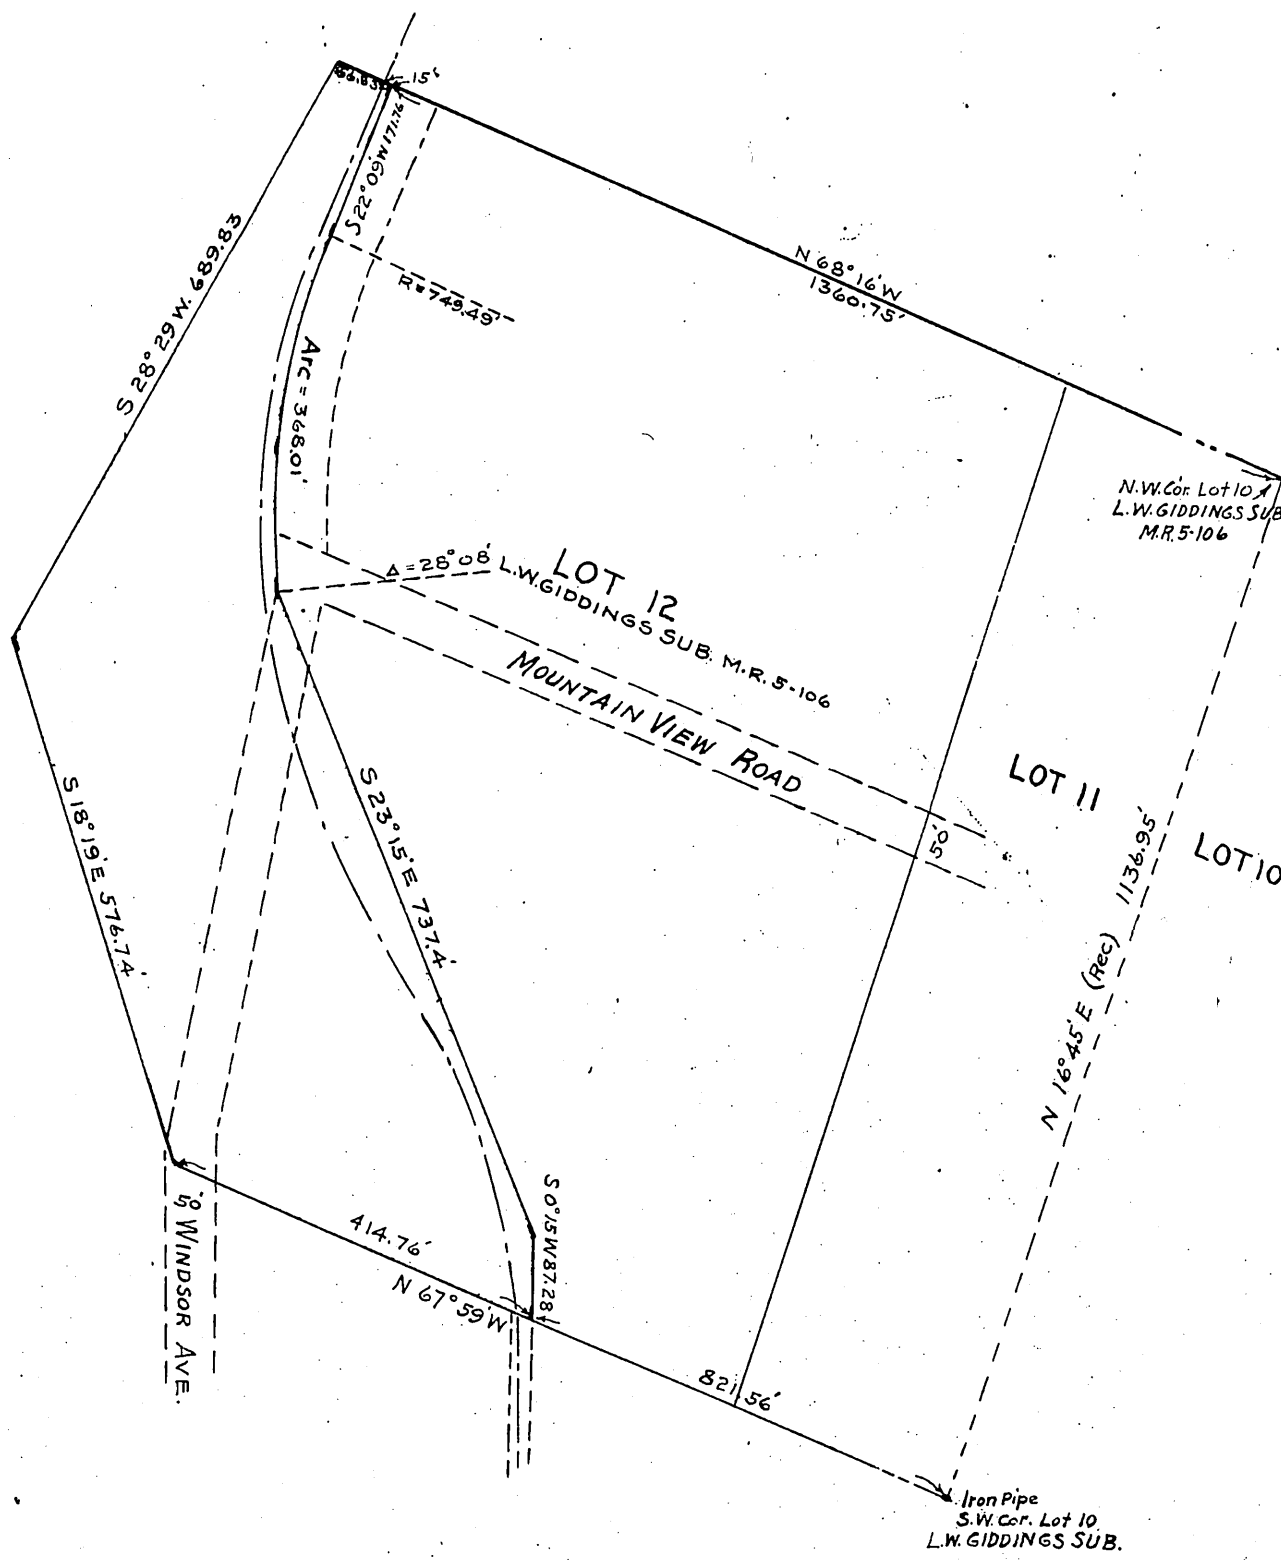 15'
S 22° 09' W 171.76'
S 28° 29 W. 689.83
N 68° 16' W
1360.75'
R = 749.49'
Arc = 368.01'
N.W. Cor. Lot 10
L.W. GIDDINGS SUB
M.R. 5-106
Δ = 28° 08'
LOT 12
L.W. GIDDINGS SUB. M.R. 5-106
MOUNTAIN VIEW ROAD
LOT 11
LOT 10
50'
S 18° 19' E 576.74'
S 23° 15' E 737.4'
N 16° 45' E (Rec) 1136.95'
S 0° 15 W 87.28
50' WINDSOR AVE.
414.76'
N 67° 59' W
821.56'
Iron Pipe
S.W. Cor. Lot 10
L.W. GIDDINGS SUB.